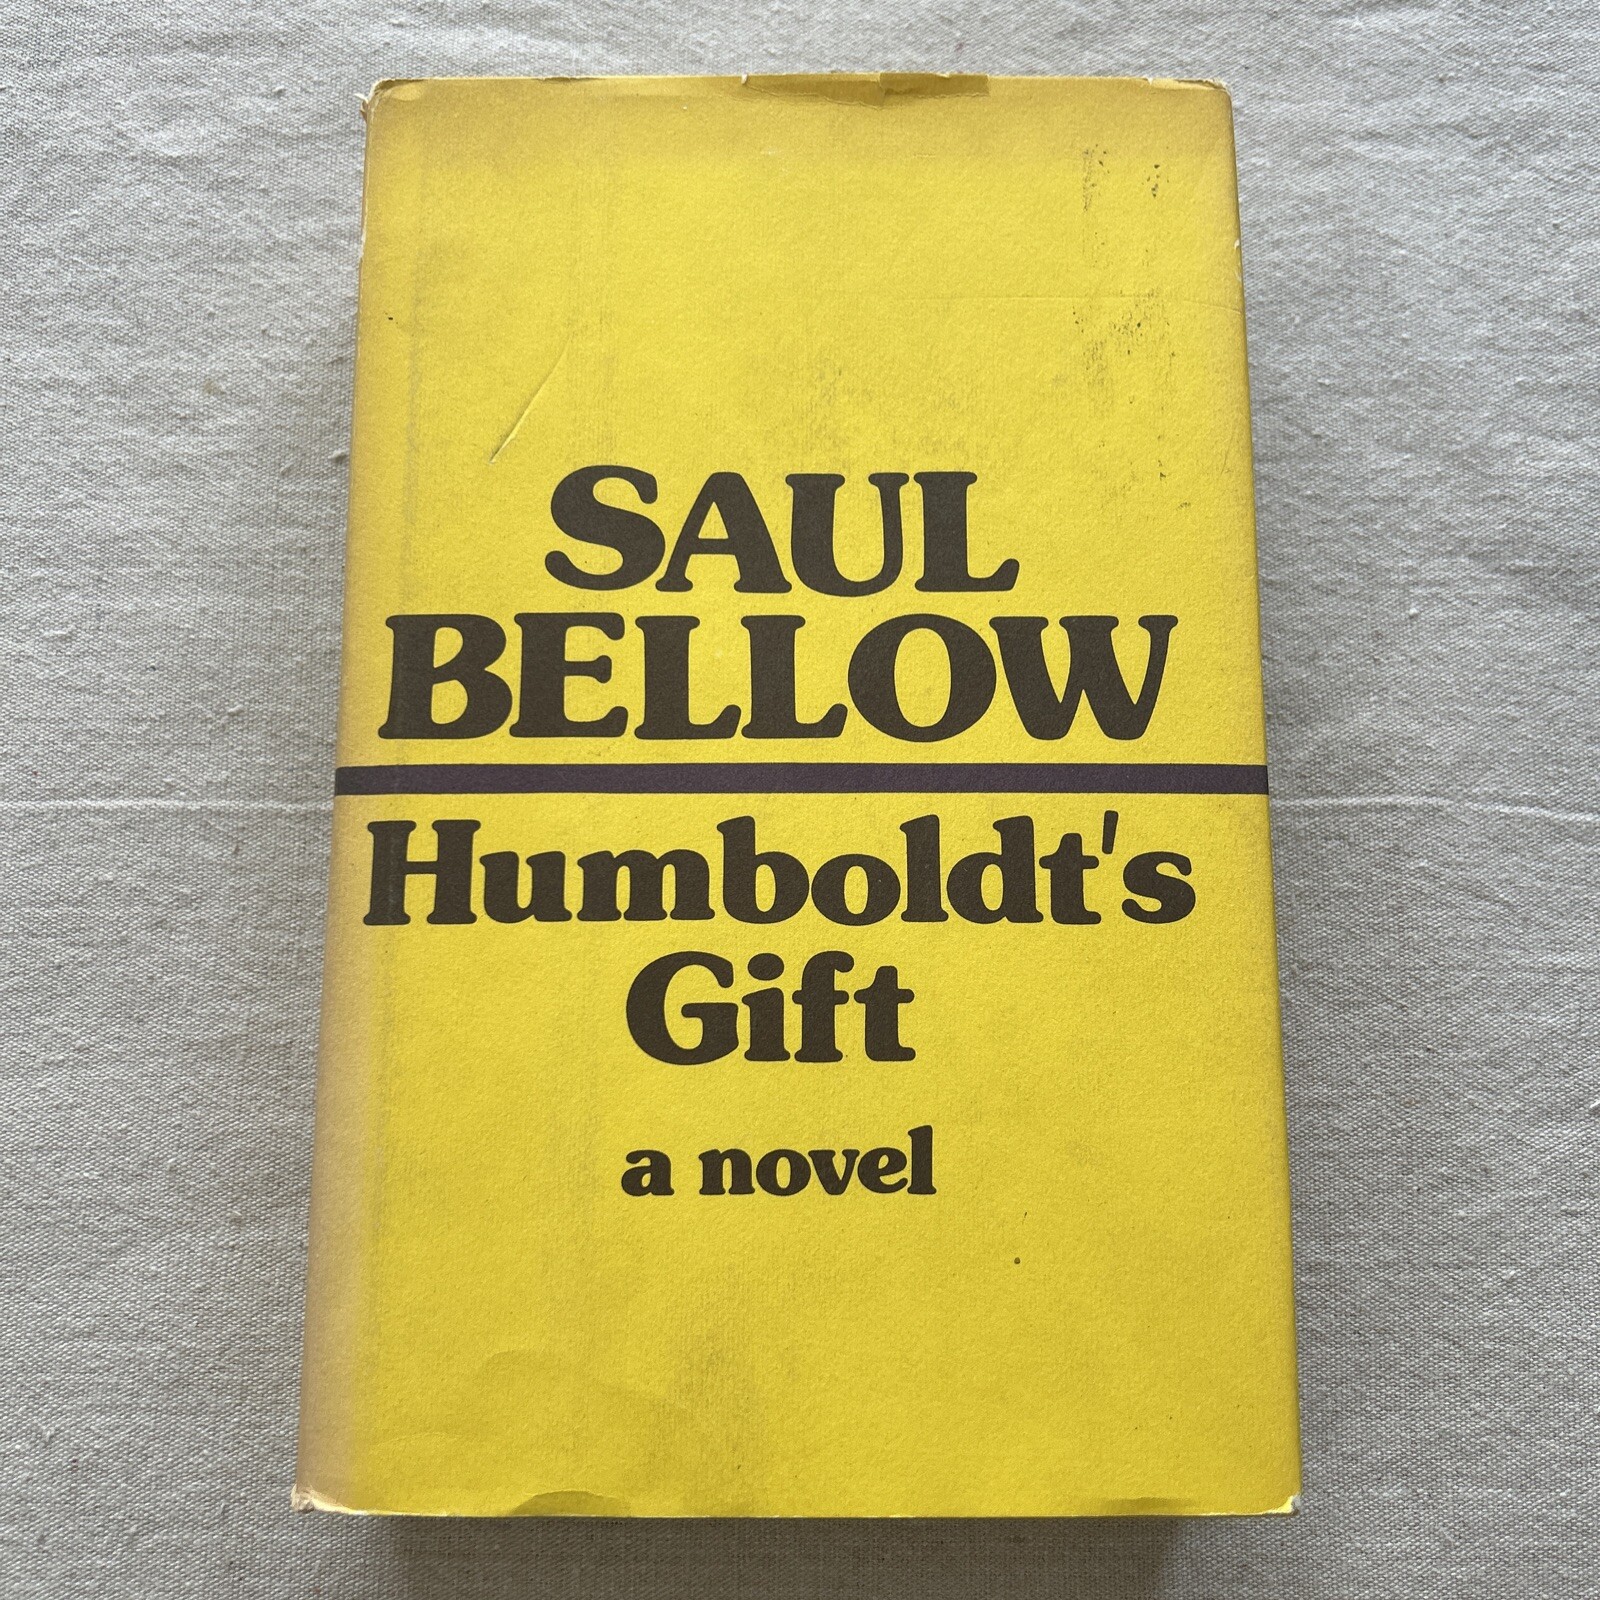 SAUL
BELLOW
Humboldt's
Gift
a novel